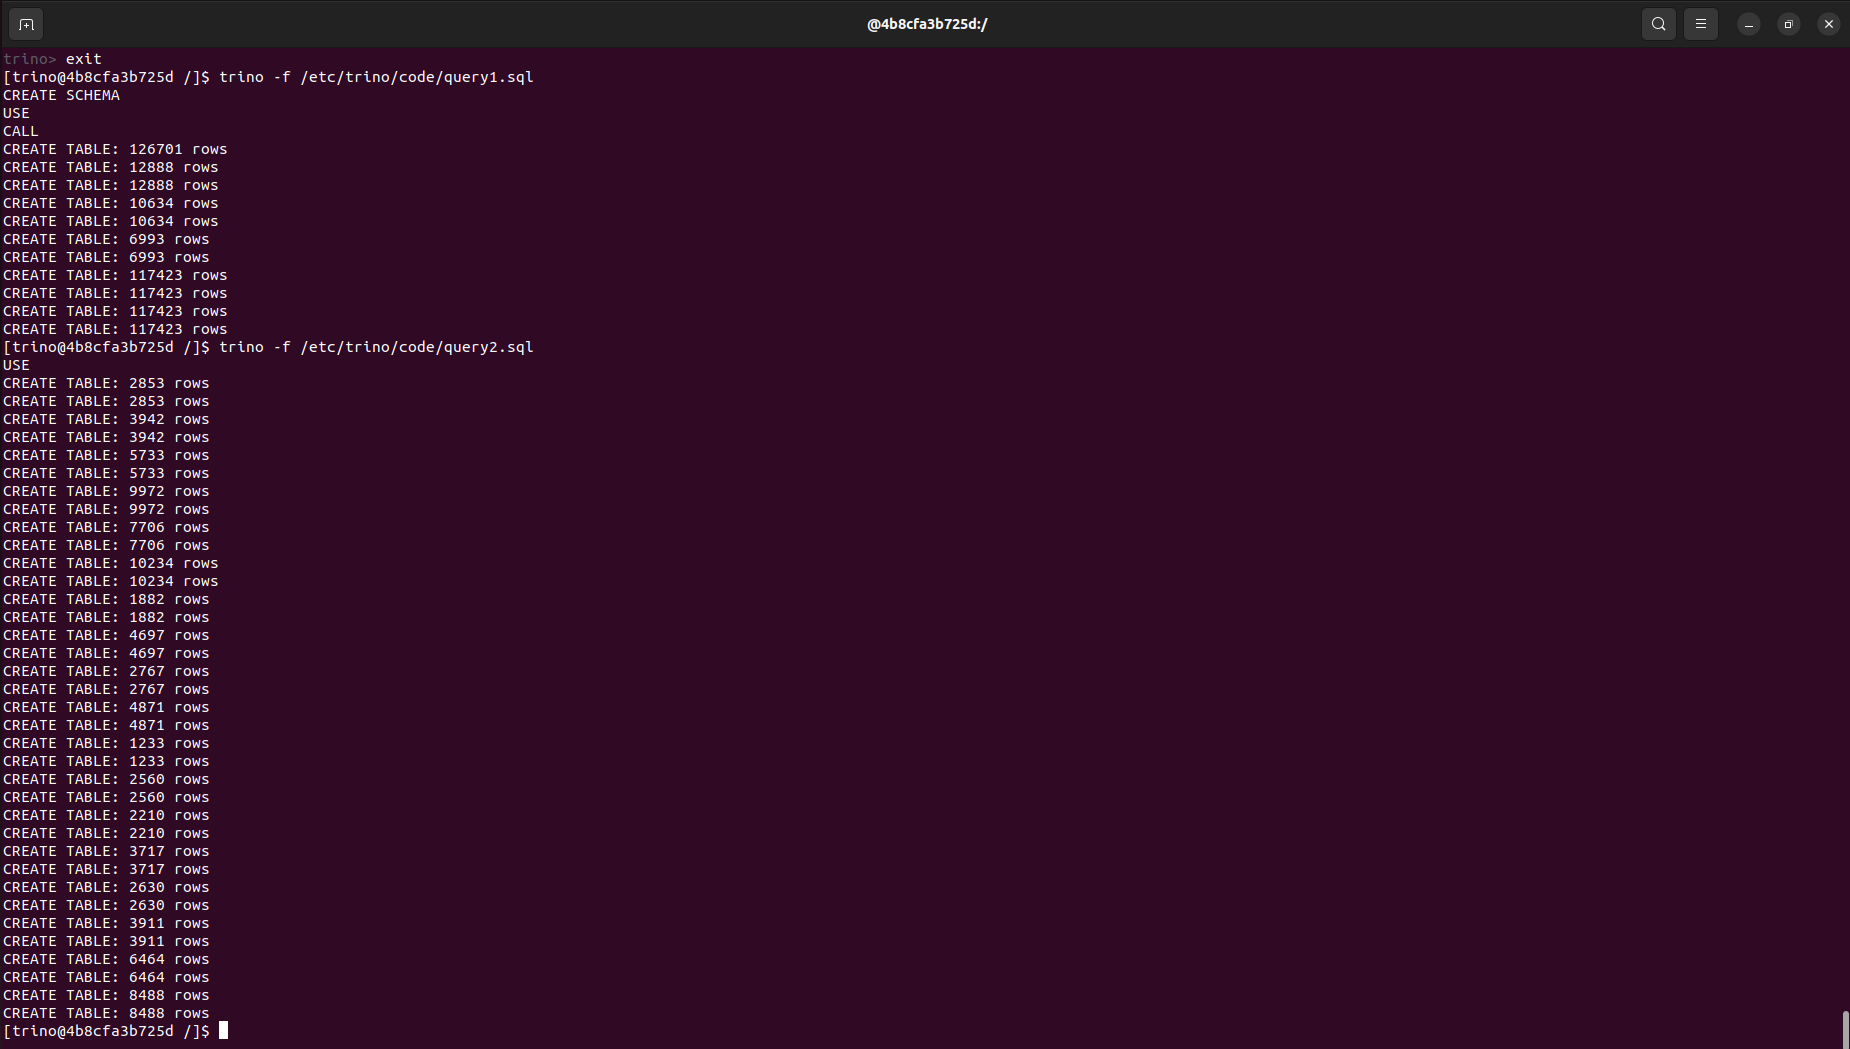 @4b8cfa3b725d:/
trino> exit
[trino@4b8cfa3b725d /]$ trino -f /etc/trino/code/query1.sql
CREATE SCHEMA
USE
CALL
CREATE TABLE: 126701 rows
CREATE TABLE: 12888 rows
CREATE TABLE: 12888 rows
CREATE TABLE: 10634 rows
CREATE TABLE: 10634 rows
CREATE TABLE: 6993 rows
CREATE TABLE: 6993 rows
CREATE TABLE: 117423 rows
CREATE TABLE: 117423 rows
CREATE TABLE: 117423 rows
CREATE TABLE: 117423 rows
[trino@4b8cfa3b725d /]$ trino -f /etc/trino/code/query2.sql
USE
CREATE TABLE: 2853 rows
CREATE TABLE: 2853 rows
CREATE TABLE: 3942 rows
CREATE TABLE: 3942 rows
CREATE TABLE: 5733 rows
CREATE TABLE: 5733 rows
CREATE TABLE: 9972 rows
CREATE TABLE: 9972 rows
CREATE TABLE: 7706 rows
CREATE TABLE: 7706 rows
CREATE TABLE: 10234 rows
CREATE TABLE: 10234 rows
CREATE TABLE: 1882 rows
CREATE TABLE: 1882 rows
CREATE TABLE: 4697 rows
CREATE TABLE: 4697 rows
CREATE TABLE: 2767 rows
CREATE TABLE: 2767 rows
CREATE TABLE: 4871 rows
CREATE TABLE: 4871 rows
CREATE TABLE: 1233 rows
CREATE TABLE: 1233 rows
CREATE TABLE: 2560 rows
CREATE TABLE: 2560 rows
CREATE TABLE: 2210 rows
CREATE TABLE: 2210 rows
CREATE TABLE: 3717 rows
CREATE TABLE: 3717 rows
CREATE TABLE: 2630 rows
CREATE TABLE: 2630 rows
CREATE TABLE: 3911 rows
CREATE TABLE: 3911 rows
CREATE TABLE: 6464 rows
CREATE TABLE: 6464 rows
CREATE TABLE: 8488 rows
CREATE TABLE: 8488 rows
[trino@4b8cfa3b725d /]$